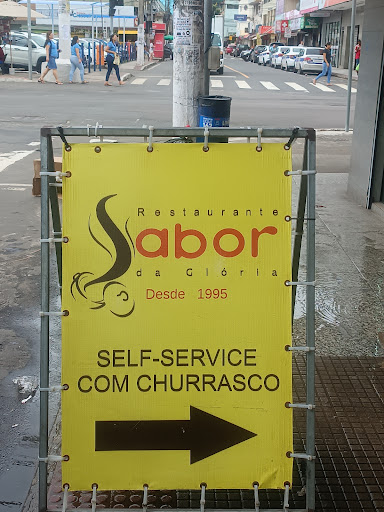 Restaurante
Sabor
da Glória
Desde 1995
SELF-SERVICE
COM CHURRASCO